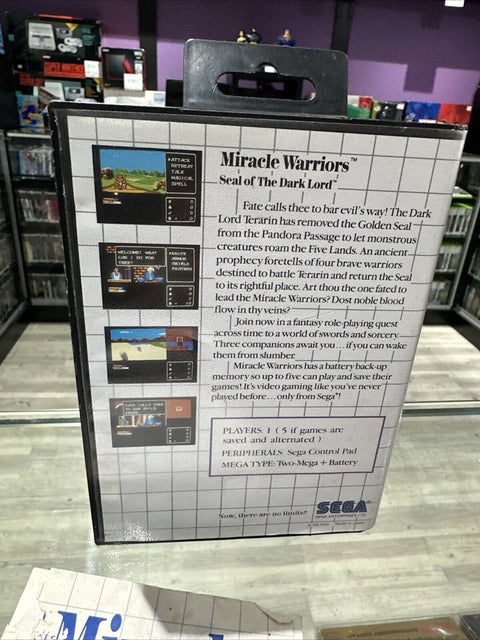 SUPER NINTENDO
ATTACK
RETREAT
TALK
MAGICAL
SPELL
WELCOME! WHAT
CAN I DO FOR
THEE?
Miracle Warriors™
Seal of The Dark Lord™
Fate calls thee to bar evil's way! The Dark
Lord Terarin has removed the Golden Seal
from the Pandora Passage to let monstrous
creatures roam the Five Lands. An ancient
prophecy foretells of four brave warriors
destined to battle Terarin and return the Seal
to its rightful place. Art thou the one fated to
lead the Miracle Warriors? Dost noble blood
flow in thy veins?
Join now in a fantasy role-playing quest
across time to a world of swords and sorcery—
Three companions await you...if you can wake
them from slumber.
Miracle Warriors has a battery back-up
memory so up to five can play and save their
games! It's video gaming like you've never
played before...only from Sega®!
PLAYERS: 1 ( 5 if games are
saved and alternated )
PERIPHERALS: Sega Control Pad
MEGA TYPE: Two-Mega + Battery
Now, there are no limits®
SEGA®